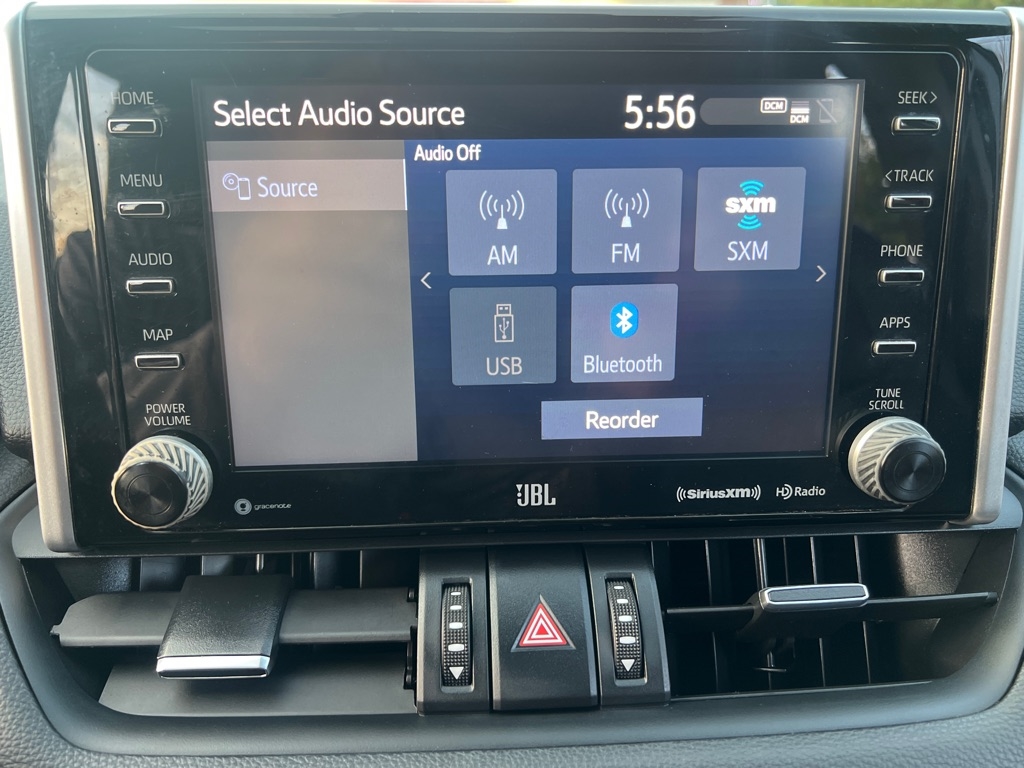 HOME
MENU
AUDIO
MAP
POWER
VOLUME
Select Audio Source
5:56
DCM
DCM
Source
Audio Off
AM
FM
sxm
SXM
USB
Bluetooth
Reorder
SEEK >
< TRACK
PHONE
APPS
TUNE
SCROLL
gracenote
JBL
((SiriusXM))
HD Radio